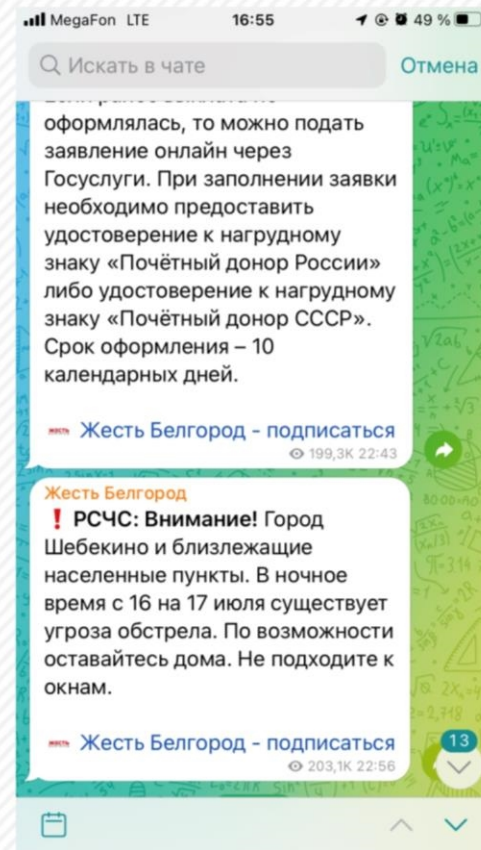 MegaFon LTE 16:55 49 %
Искать в чате Отмена
оформлялась, то можно подать
заявление онлайн через
Госуслуги. При заполнении заявки
необходимо предоставить
удостоверение к нагрудному
знаку «Почётный донор России»
либо удостоверение к нагрудному
знаку «Почётный донор СССР».
Срок оформления – 10
календарных дней.
жесть Жесть Белгород - подписаться
199,3K 22:43
Жесть Белгород
❗ РСЧС: Внимание! Город
Шебекино и близлежащие
населенные пункты. В ночное
время с 16 на 17 июля существует
угроза обстрела. По возможности
оставайтесь дома. Не подходите к
окнам.
жесть Жесть Белгород - подписаться
203,1K 22:56
13